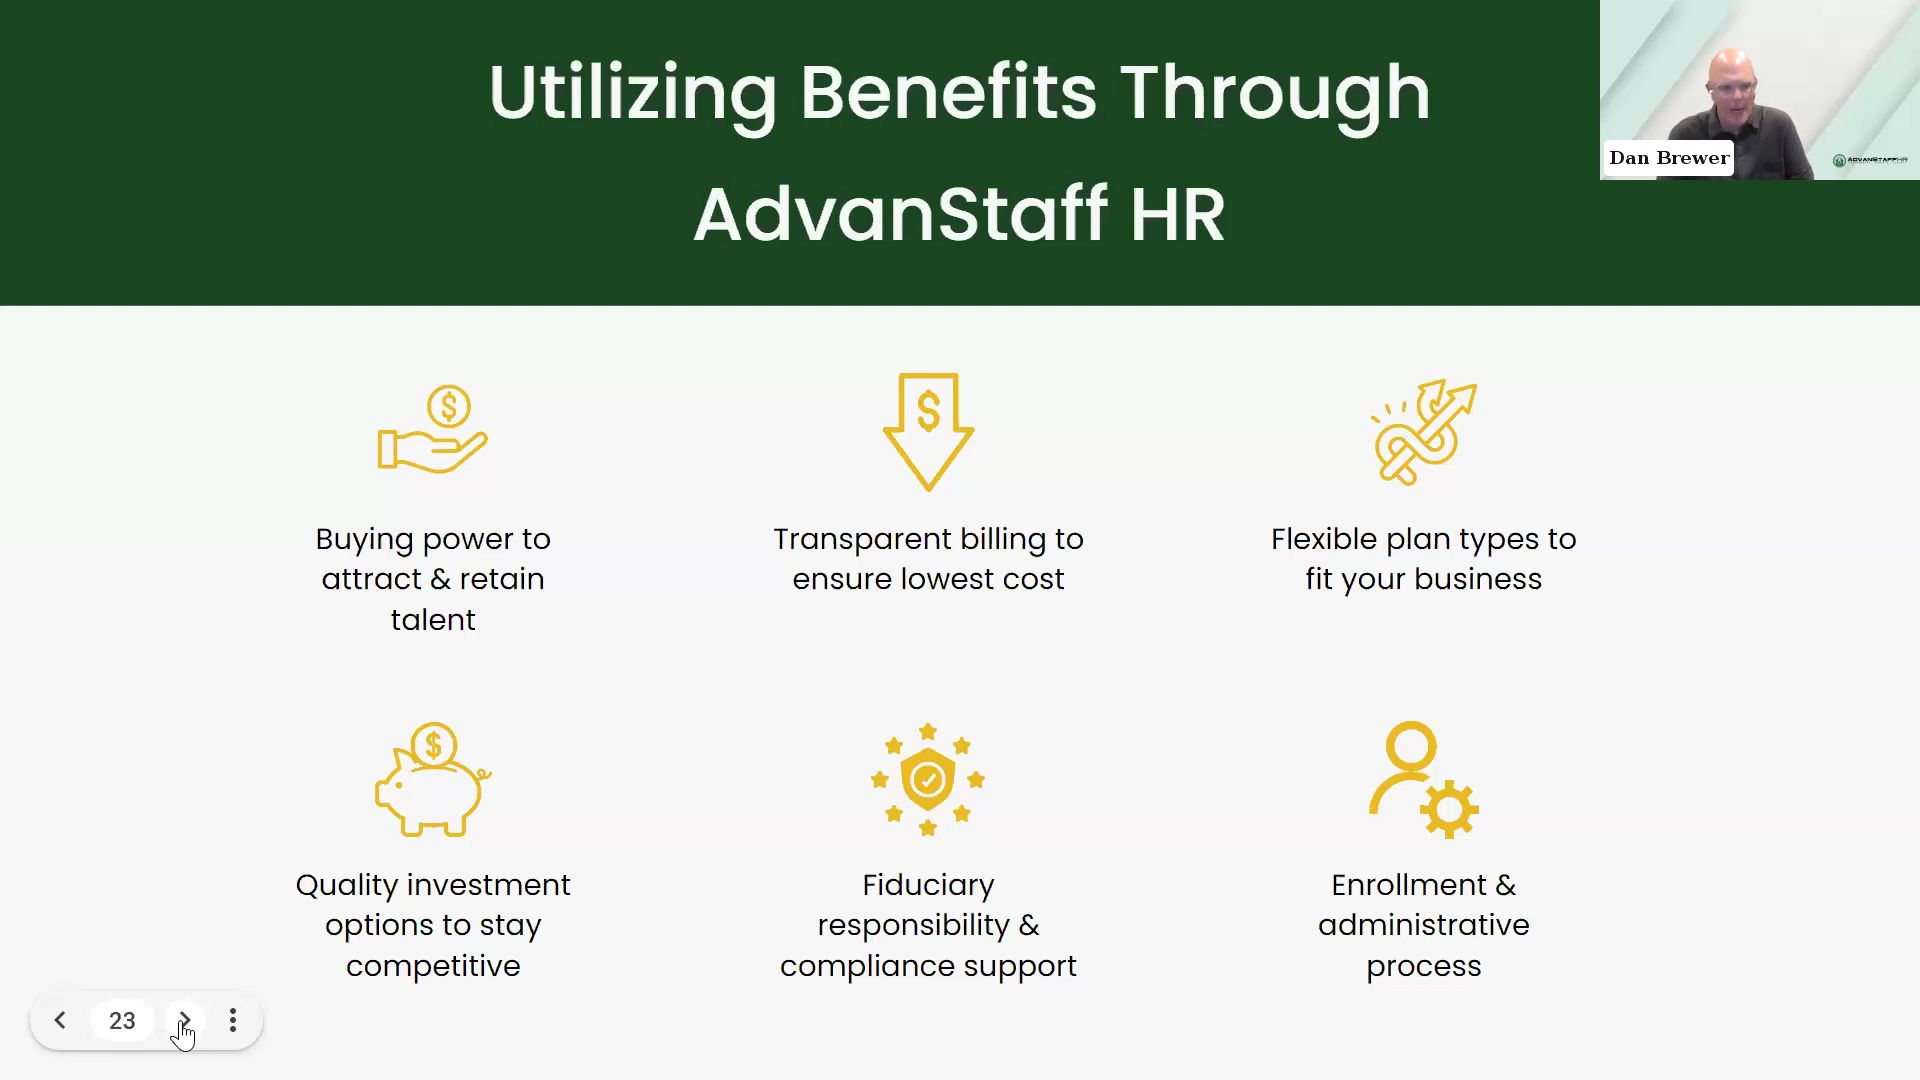 Utilizing Benefits Through
AdvanStaff HR
Dan Brewer
ADVANSTAFFHR
$
$
Buying power to
attract & retain
talent
Transparent billing to
ensure lowest cost
Flexible plan types to
fit your business
$
Quality investment
options to stay
competitive
Fiduciary
responsibility &
compliance support
Enrollment &
administrative
process
23